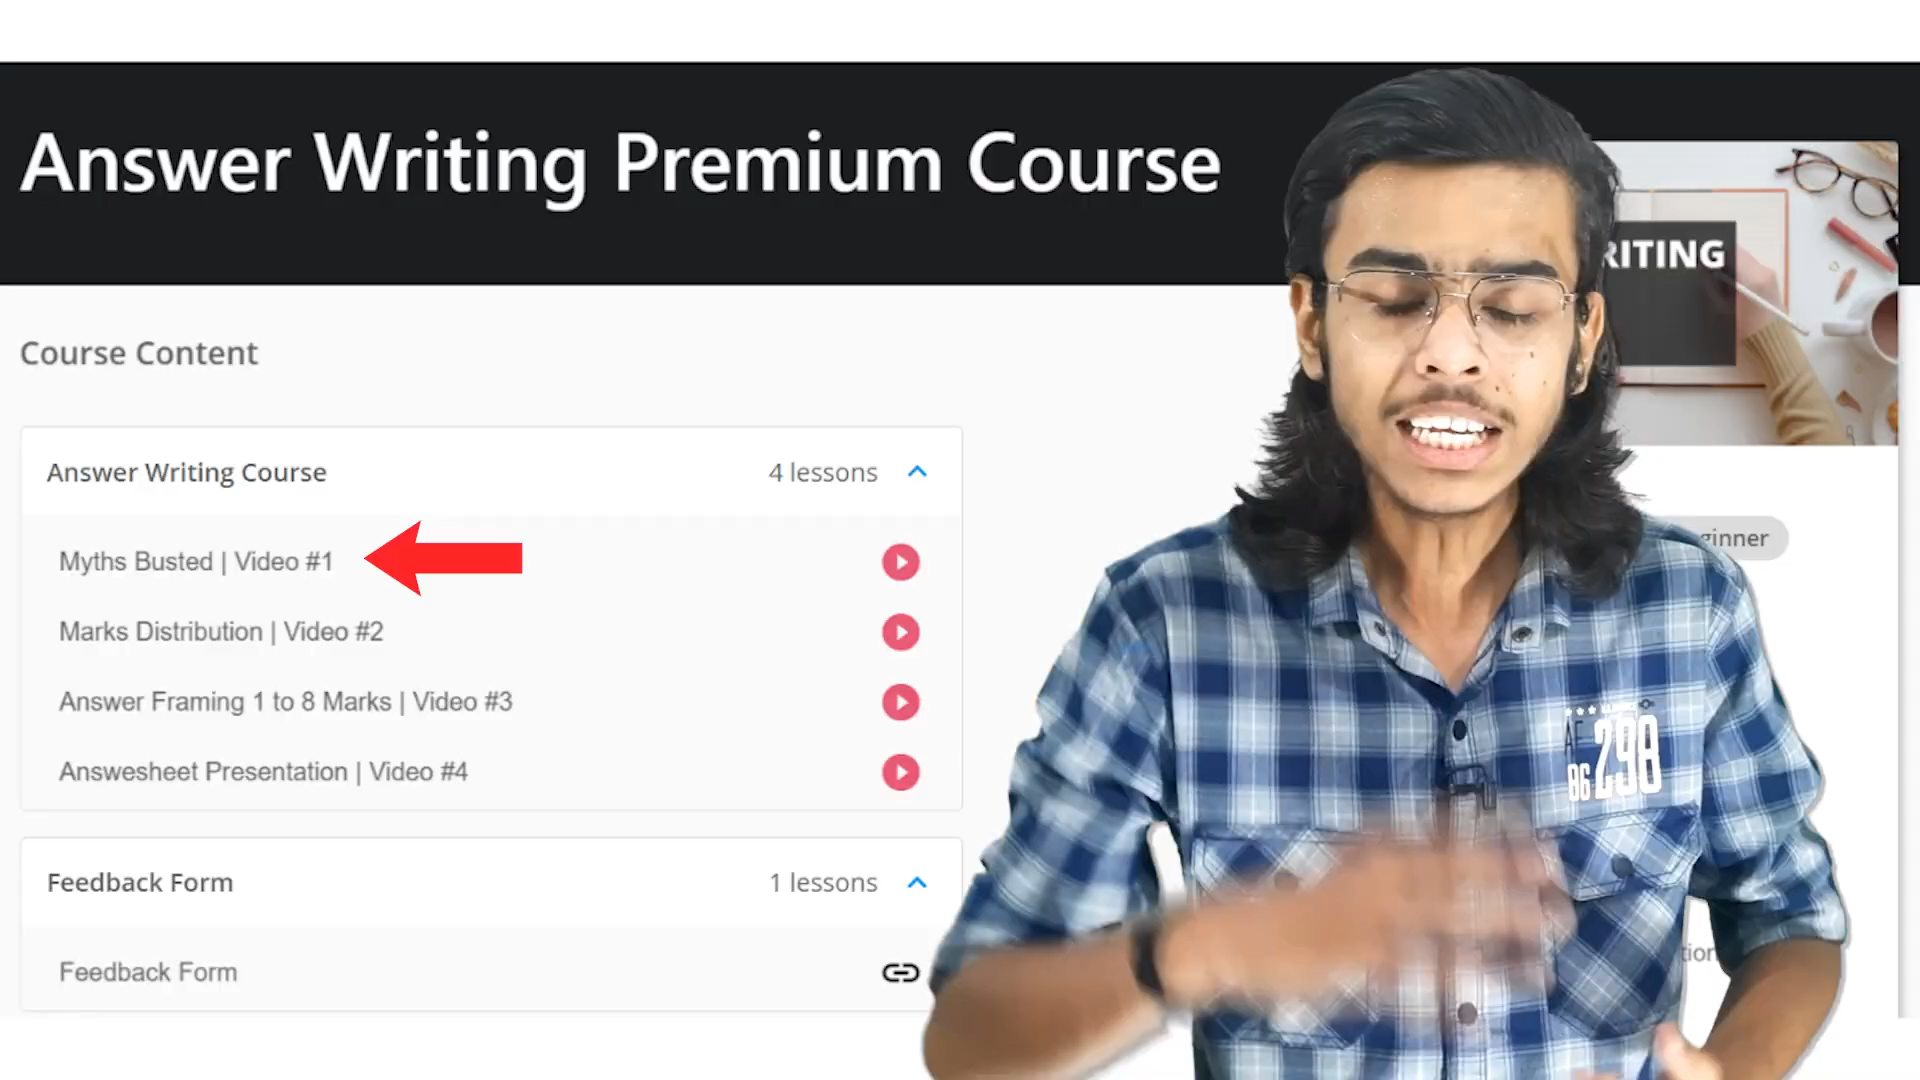 Answer Writing Premium Course
RITING
Course Content
Answer Writing Course 4 lessons
Myths Busted | Video #1
Marks Distribution | Video #2
Answer Framing 1 to 8 Marks | Video #3
Answesheet Presentation | Video #4
Feedback Form 1 lessons
Feedback Form
ginner
298
86